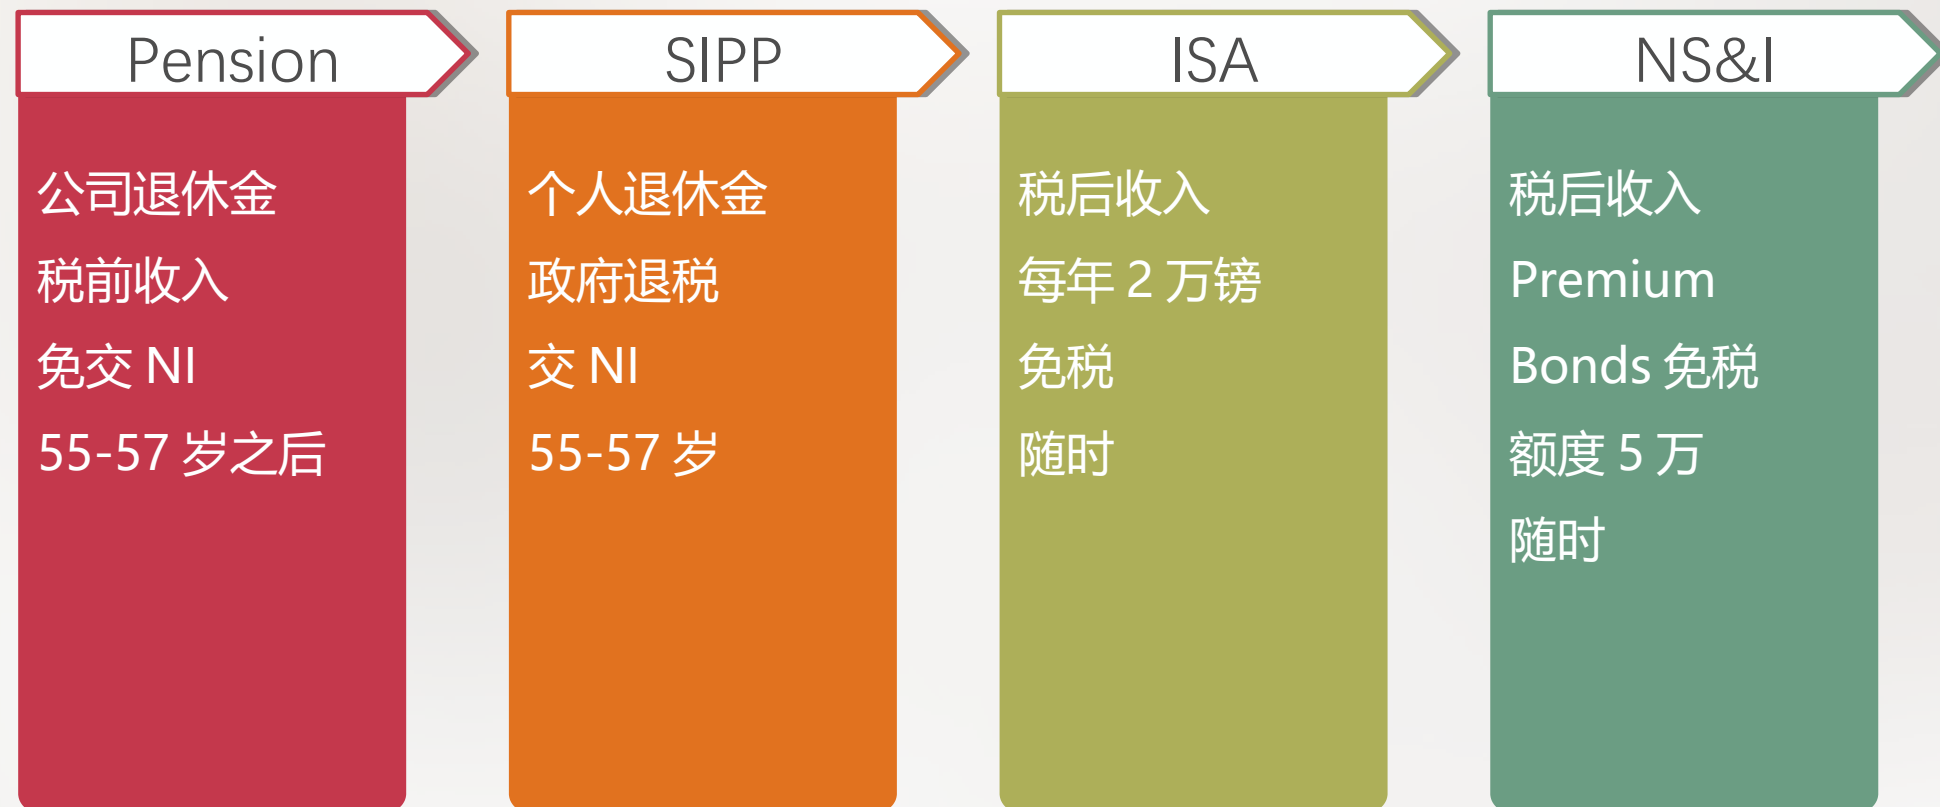 Pension
公司退休金
税前收入
免交 NI
55-57 岁之后
SIPP
个人退休金
政府退税
交 NI
55-57 岁
ISA
税后收入
每年 2 万镑
免税
随时
NS&I
税后收入
Premium
Bonds 免税
额度 5 万
随时